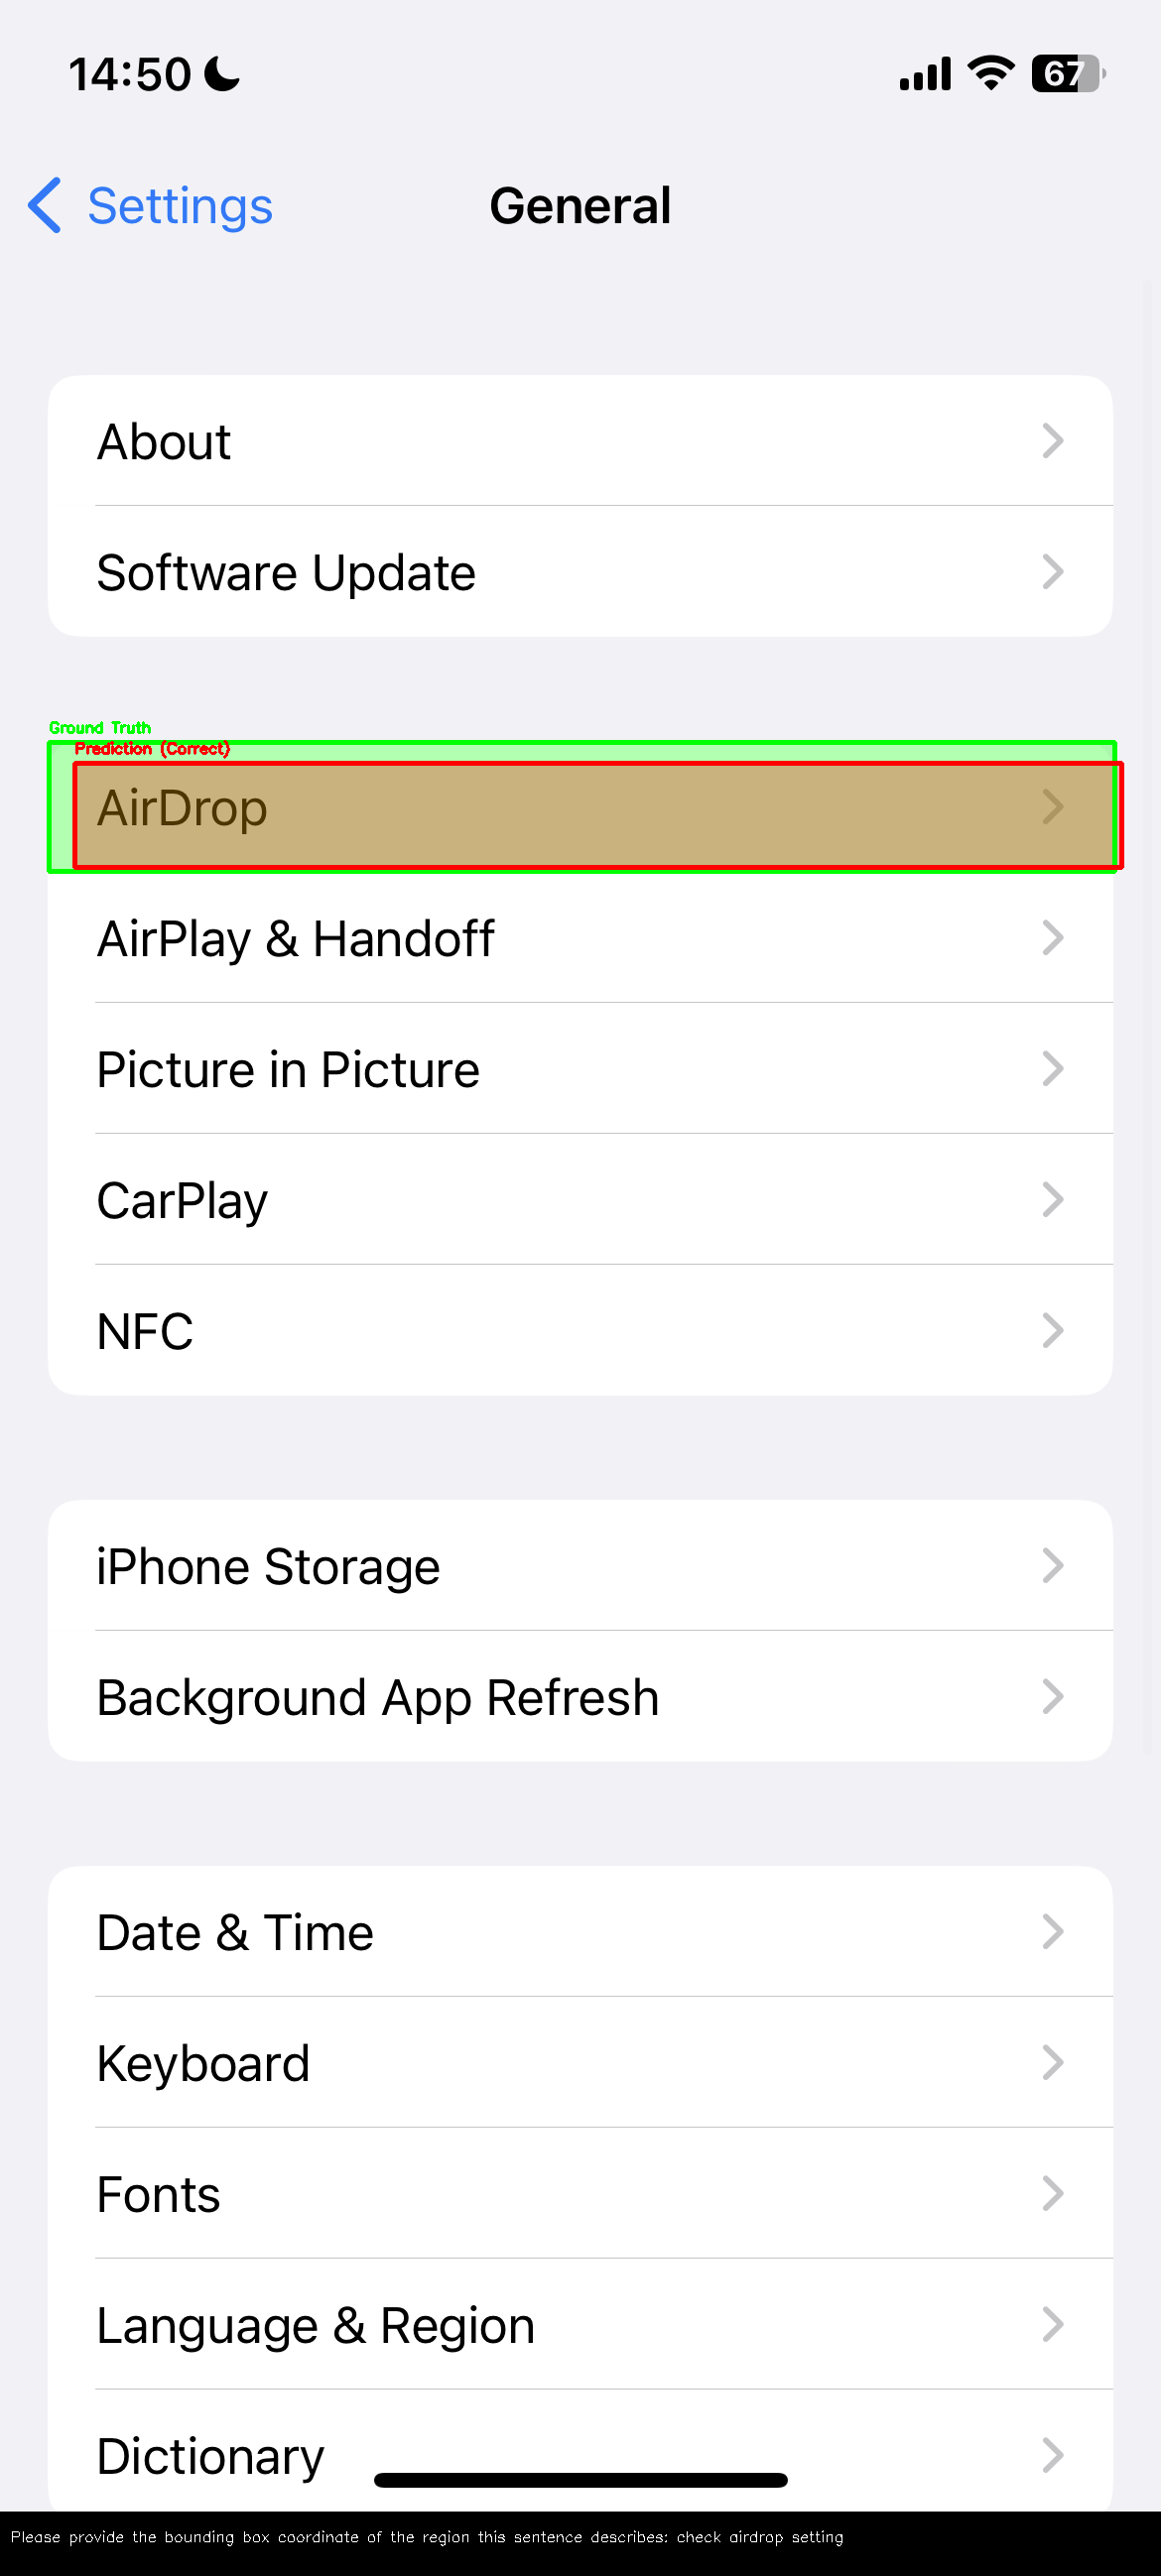 14:50
67
Settings
General
About
Software Update
Ground Truth
Prediction (Correct)
AirDrop
AirPlay & Handoff
Picture in Picture
CarPlay
NFC
iPhone Storage
Background App Refresh
Date & Time
Keyboard
Fonts
Language & Region
Dictionary
Please provide the bounding box coordinate of the region this sentence describes: check airdrop setting